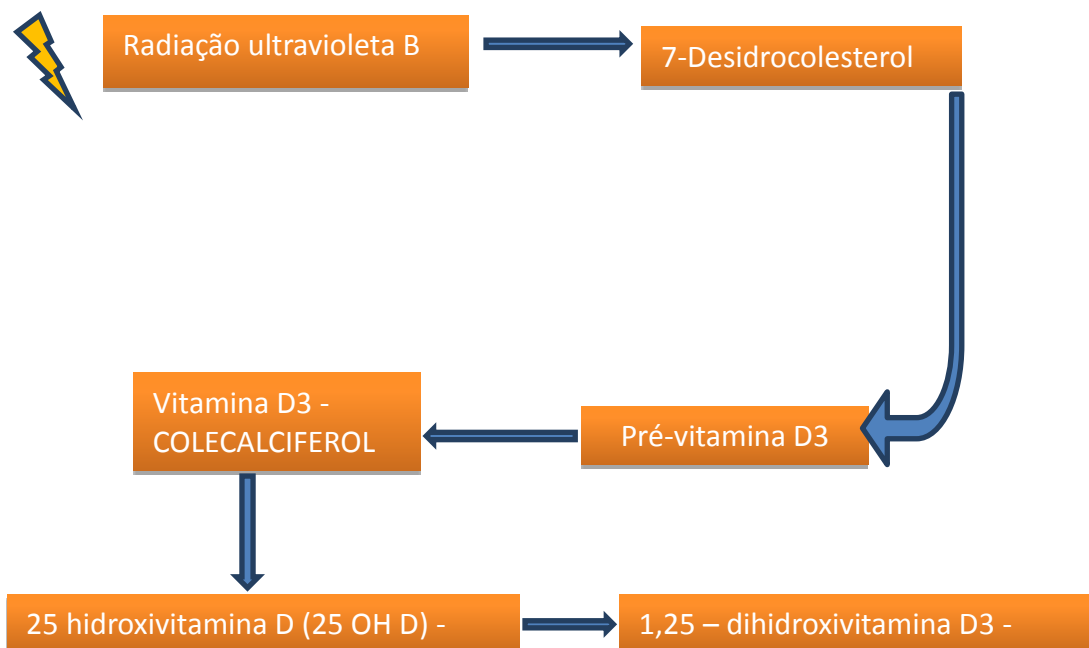 Radiação ultravioleta B
7-Desidrocolesterol
Pré-vitamina D3
Vitamina D3 -
COLECALCIFEROL
25 hidroxivitamina D (25 OH D) -
1,25 – dihidroxivitamina D3 -